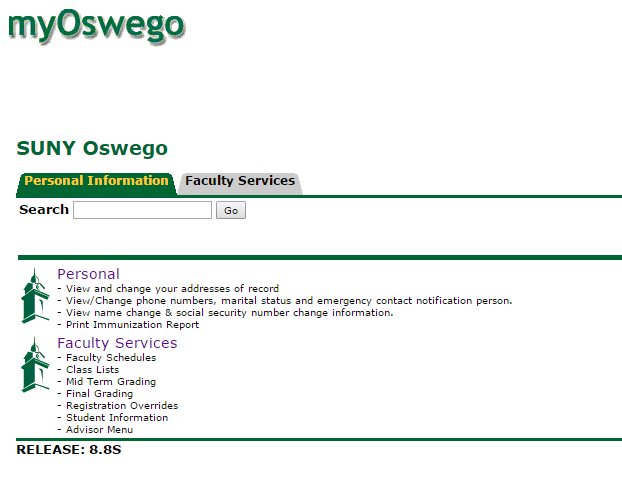 myOswego
SUNY Oswego
Personal Information Faculty Services
Search Go
Personal
- View and change your addresses of record
- View/Change phone numbers, marital status and emergency contact notification person.
- View name change & social security number change information.
- Print Immunization Report
Faculty Services
- Faculty Schedules
- Class Lists
- Mid Term Grading
- Final Grading
- Registration Overrides
- Student Information
- Advisor Menu
RELEASE: 8.8S